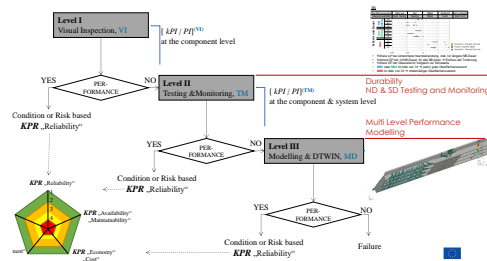 Level I
Visual Inspection, VI
[ kPI / PI](VI)
at the component level
YES
PER-
FORMANCE
NO
Level II
Testing &Monitoring, TM
[ kPI / PI](TM)
at the component & system level
Durability
ND & SD Testing and Monitoring
Condition or Risk based
KPR „Reliability“
YES
PER-
FORMANCE
NO
Level III
Modelling & DTWIN, MD
Multi Level Performance
Modelling
Condition or Risk based
KPR „Reliability“
KPR „Reliability“
KPR „Availability“
„Maintainability“
KPR „Economy“
„Cost“
nent“
YES
PER-
FORMANCE
NO
Condition or Risk based
KPR „Reliability“
Failure